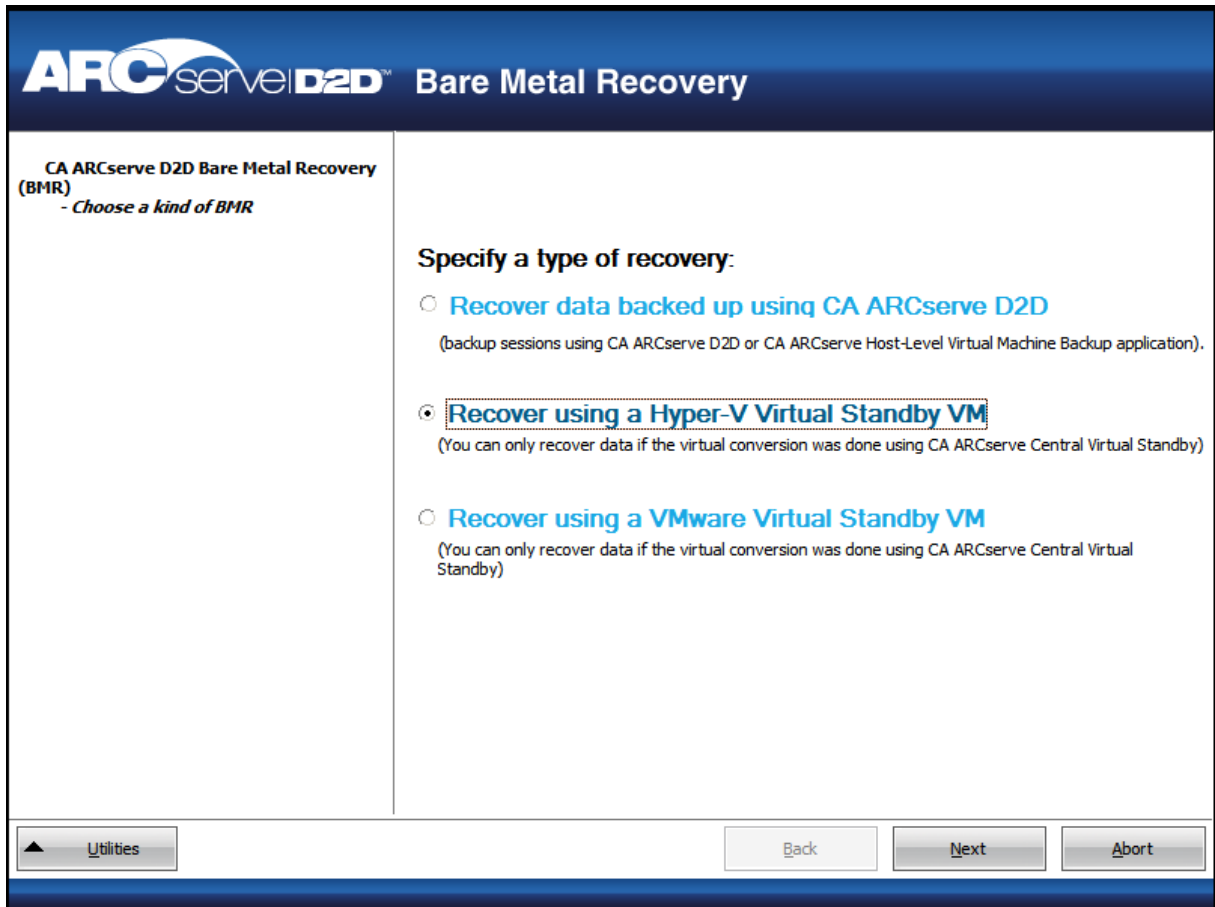 ARCserve D2D™ Bare Metal Recovery
CA ARCserve D2D Bare Metal Recovery
(BMR)
- Choose a kind of BMR
Specify a type of recovery:
Recover data backed up using CA ARCserve D2D
(backup sessions using CA ARCserve D2D or CA ARCserve Host-Level Virtual Machine Backup application).
Recover using a Hyper-V Virtual Standby VM
(You can only recover data if the virtual conversion was done using CA ARCserve Central Virtual Standby)
Recover using a VMware Virtual Standby VM
(You can only recover data if the virtual conversion was done using CA ARCserve Central Virtual
Standby)
Utilities
Back
Next
Abort